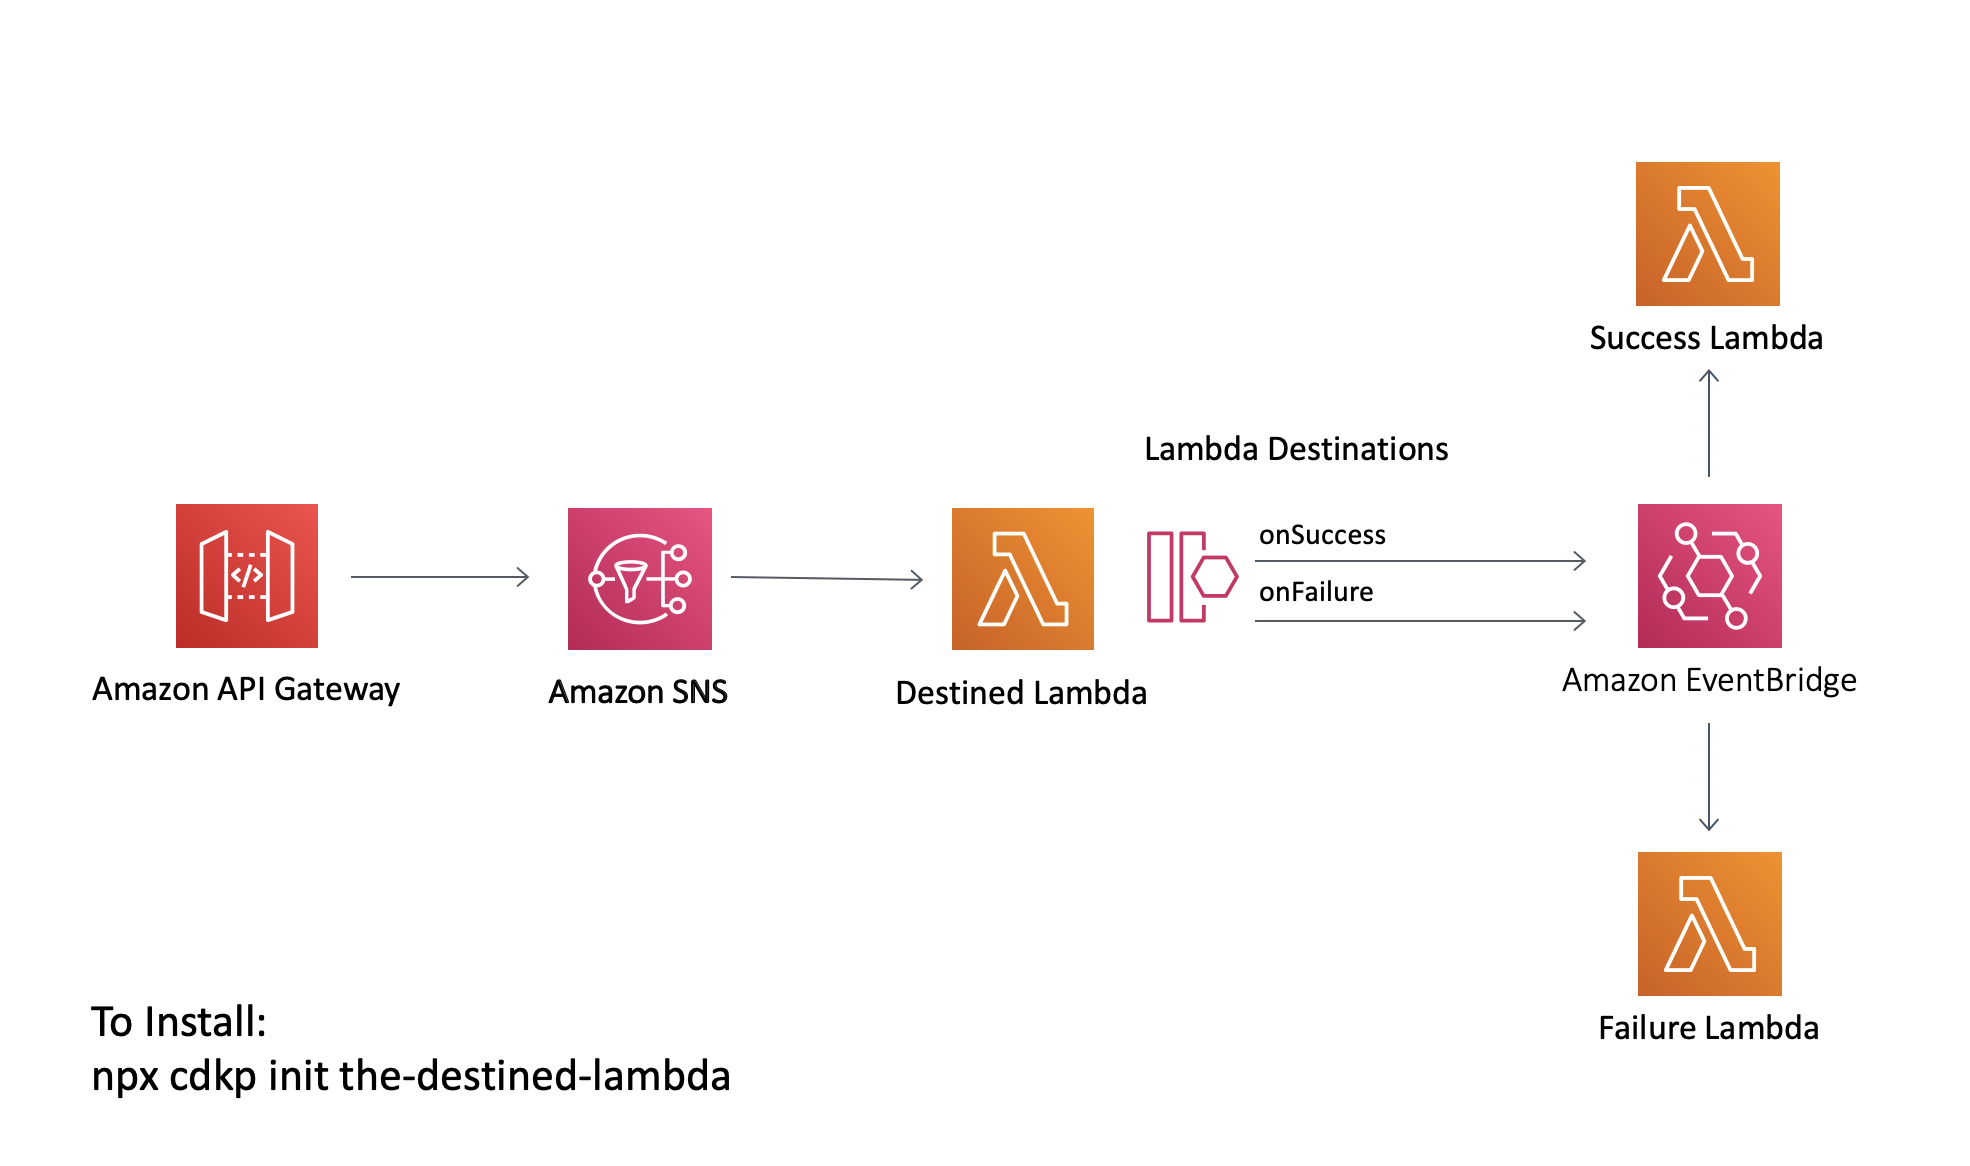 Success Lambda
Lambda Destinations
onSuccess
onFailure
Amazon API Gateway
Amazon SNS
Destined Lambda
Amazon EventBridge
Failure Lambda
To Install:
npx cdkp init the-destined-lambda